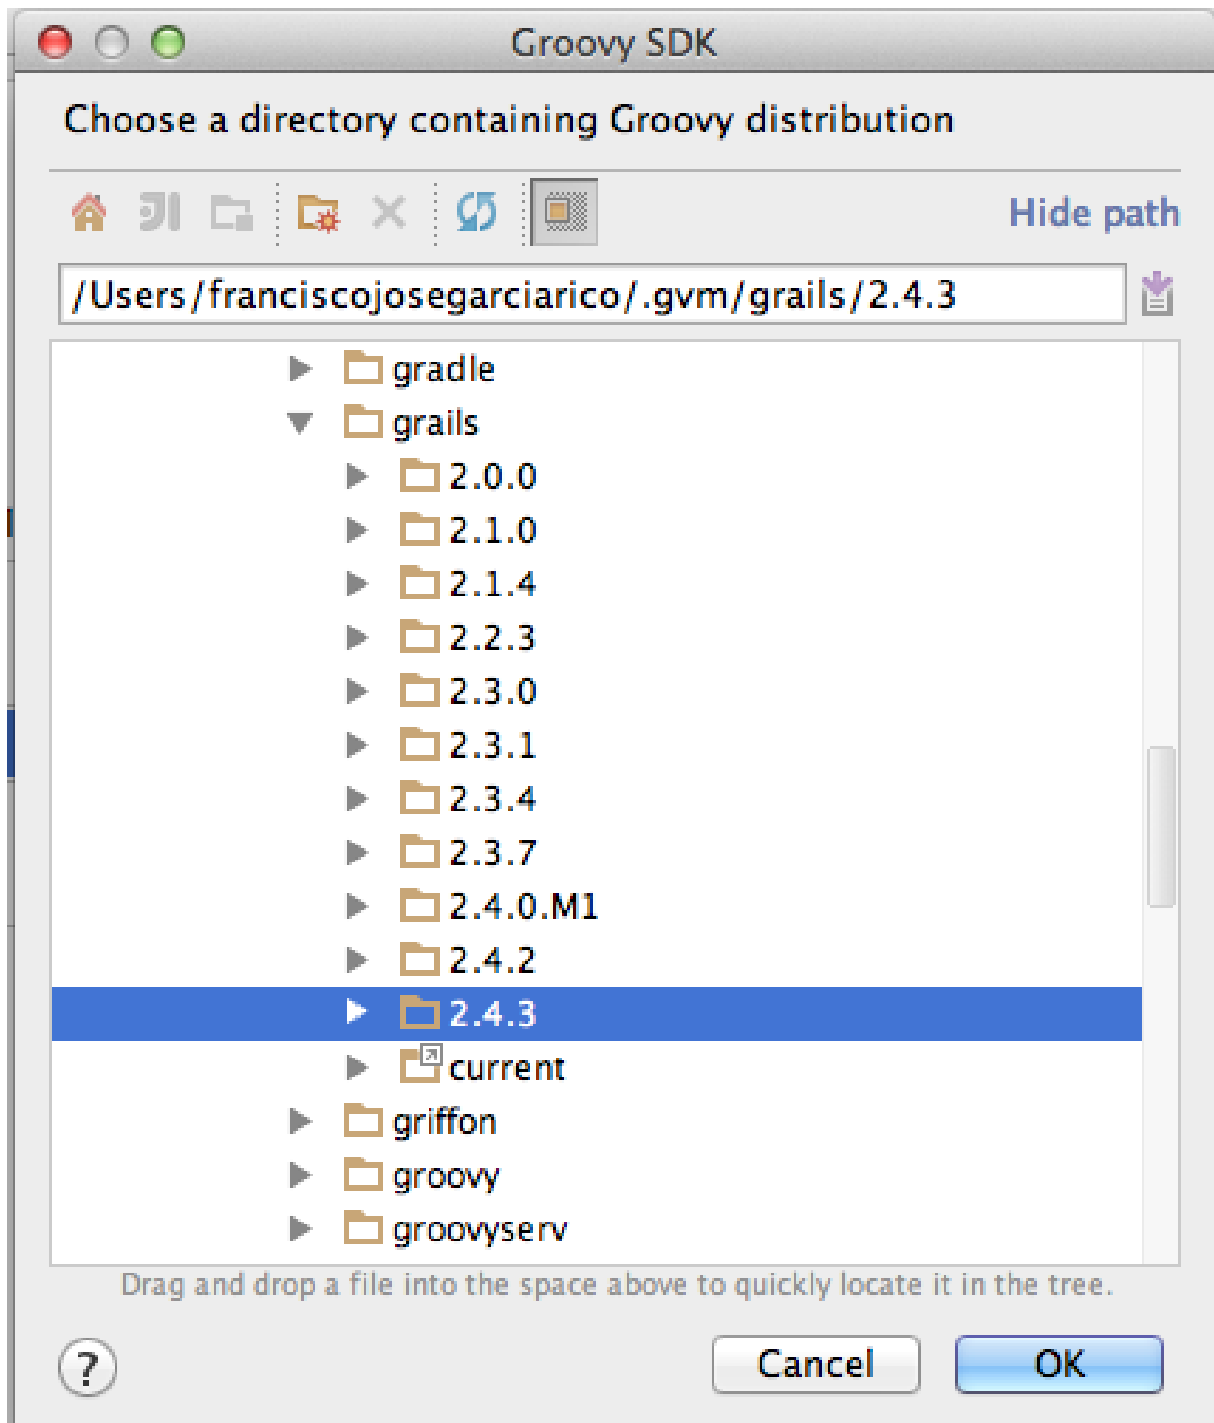 Groovy SDK
Choose a directory containing Groovy distribution
Hide path
/Users/franciscojosegarciarico/.gvm/grails/2.4.3
gradle
grails
2.0.0
2.1.0
2.1.4
2.2.3
2.3.0
2.3.1
2.3.4
2.3.7
2.4.0.M1
2.4.2
2.4.3
current
griffon
groovy
groovyserv
Drag and drop a file into the space above to quickly locate it in the tree.
?
Cancel
OK